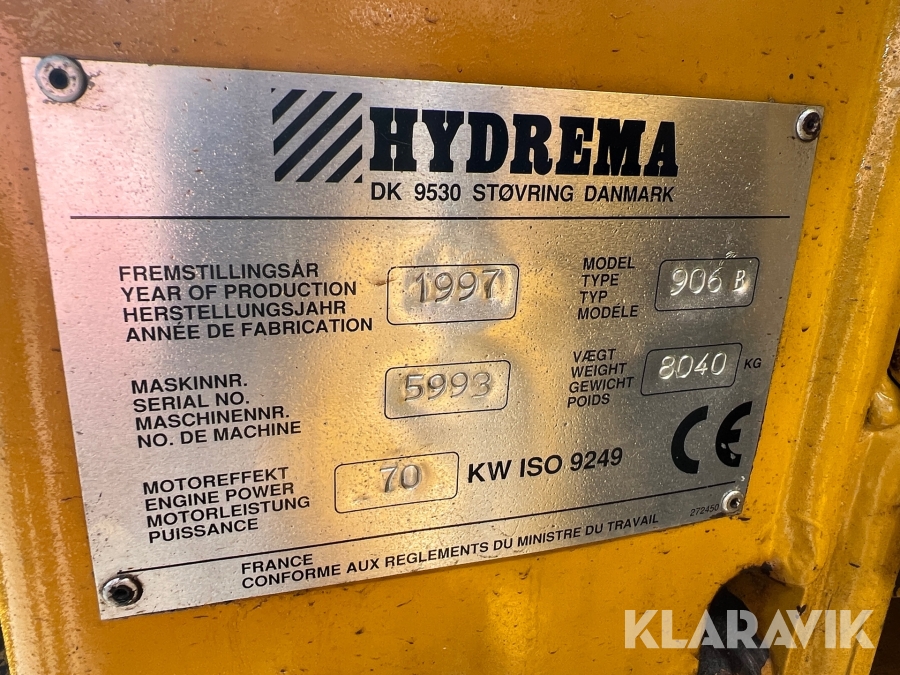 HYDREMA
DK 9530 STØVRING DANMARK
FREMSTILLINGSÅR
YEAR OF PRODUCTION
HERSTELLUNGSJAHR
ANNÉE DE FABRICATION
1997
MODEL
TYPE
TYP
MODÉLE
906 B
MASKINNR.
SERIAL NO.
MASCHINENNR.
NO. DE MACHINE
5993
VÆGT
WEIGHT
GEWICHT
POIDS
8040 KG
MOTOREFFEKT
ENGINE POWER
MOTORLEISTUNG
PUISSANCE
70 KW ISO 9249
CE
272450
FRANCE
CONFORME AUX REGLEMENTS DU MINISTRE DU TRAVAIL
KLARAVIK